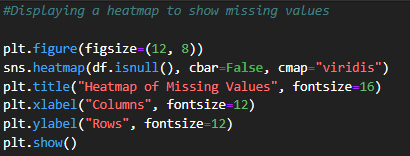 #Displaying a heatmap to show missing values
plt.figure(figsize=(12, 8))
sns.heatmap(df.isnull(), cbar=False, cmap="viridis")
plt.title("Heatmap of Missing Values", fontsize=16)
plt.xlabel("Columns", fontsize=12)
plt.ylabel("Rows", fontsize=12)
plt.show()